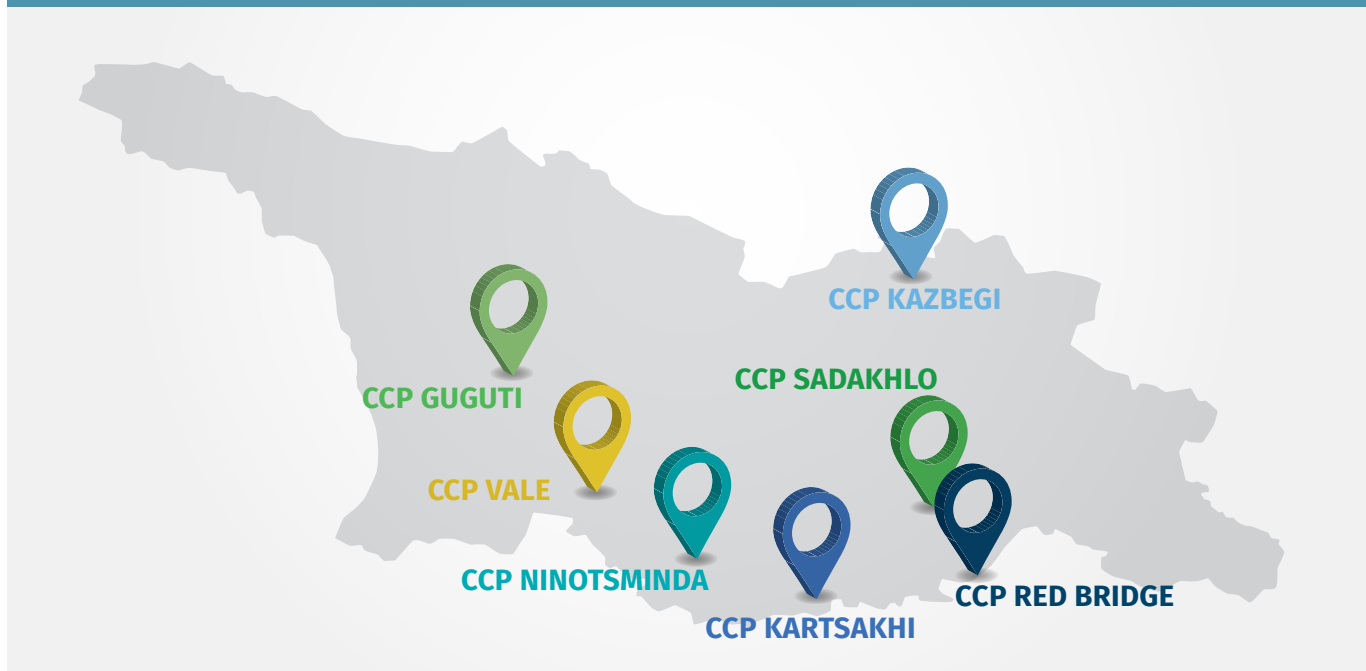 CCP KAZBEGI
CCP SADAKHLO
CCP GUGUTI
CCP VALE
CCP NINOTSMINDA
CCP RED BRIDGE
CCP KARTSAKHI